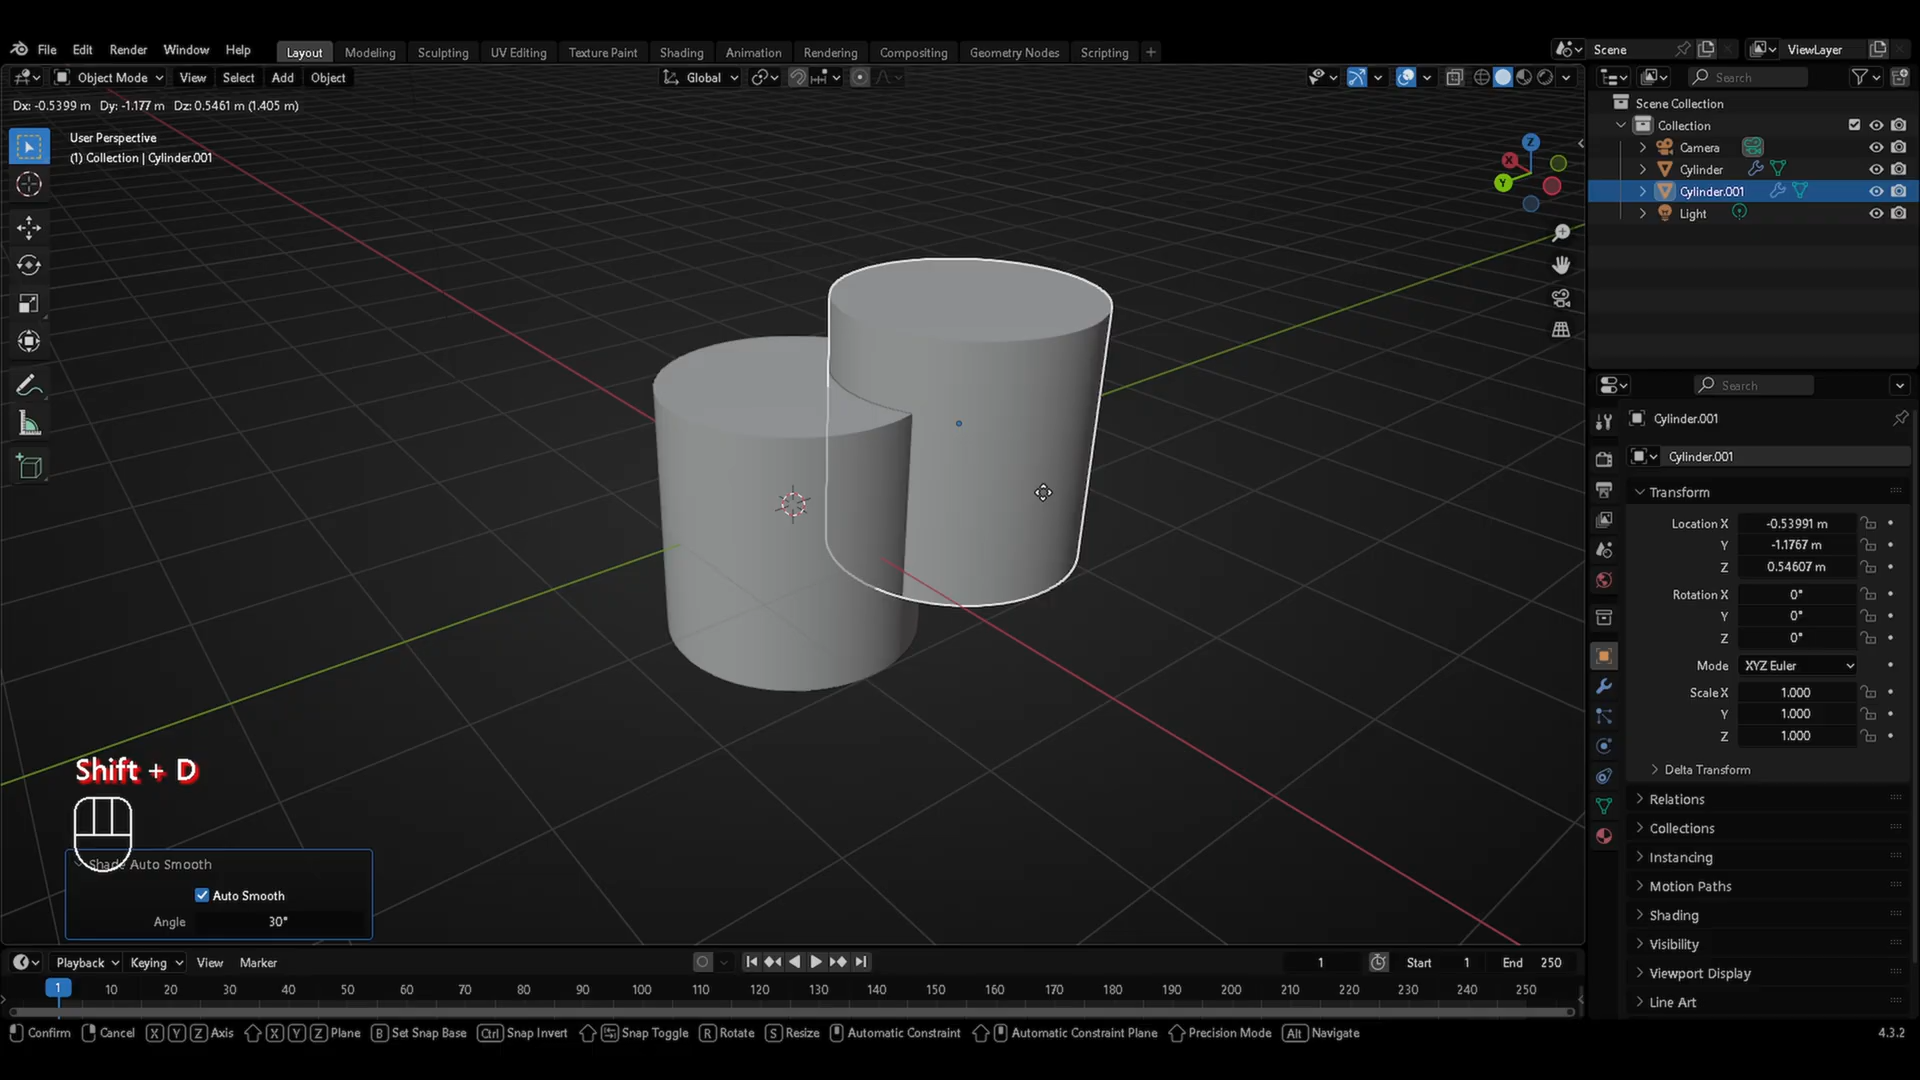 File Edit Render Window Help
Layout Modeling Sculpting UV Editing Texture Paint Shading Animation Rendering Compositing Geometry Nodes Scripting +
Scene
ViewLayer
Object Mode View Select Add Object
Global
Search
Dx: -0.5399 m Dy: -1.177 m Dz: 0.5461 m (1.405 m)
User Perspective
(1) Collection | Cylinder.001
Z
X
Y
Scene Collection
Collection
Camera
Cylinder
Cylinder.001
Light
Search
Cylinder.001
Cylinder.001
Transform
Location X -0.53991 m
Y -1.1767 m
Z 0.54607 m
Rotation X 0°
Y 0°
Z 0°
Mode XYZ Euler
Scale X 1.000
Y 1.000
Z 1.000
Delta Transform
Relations
Collections
Instancing
Motion Paths
Shading
Visibility
Viewport Display
Line Art
Shift + D
Shade Auto Smooth
Auto Smooth
Angle 30°
Playback Keying View Marker
1 Start 1 End 250
1 10 20 30 40 50 60 70 80 90 100 110 120 130 140 150 160 170 180 190 200 210 220 230 240 250
Confirm Cancel X Y Z Axis X Y Z Plane B Set Snap Base Ctrl Snap Invert Snap Toggle R Rotate S Resize Automatic Constraint Automatic Constraint Plane Precision Mode Alt Navigate 4.3.2